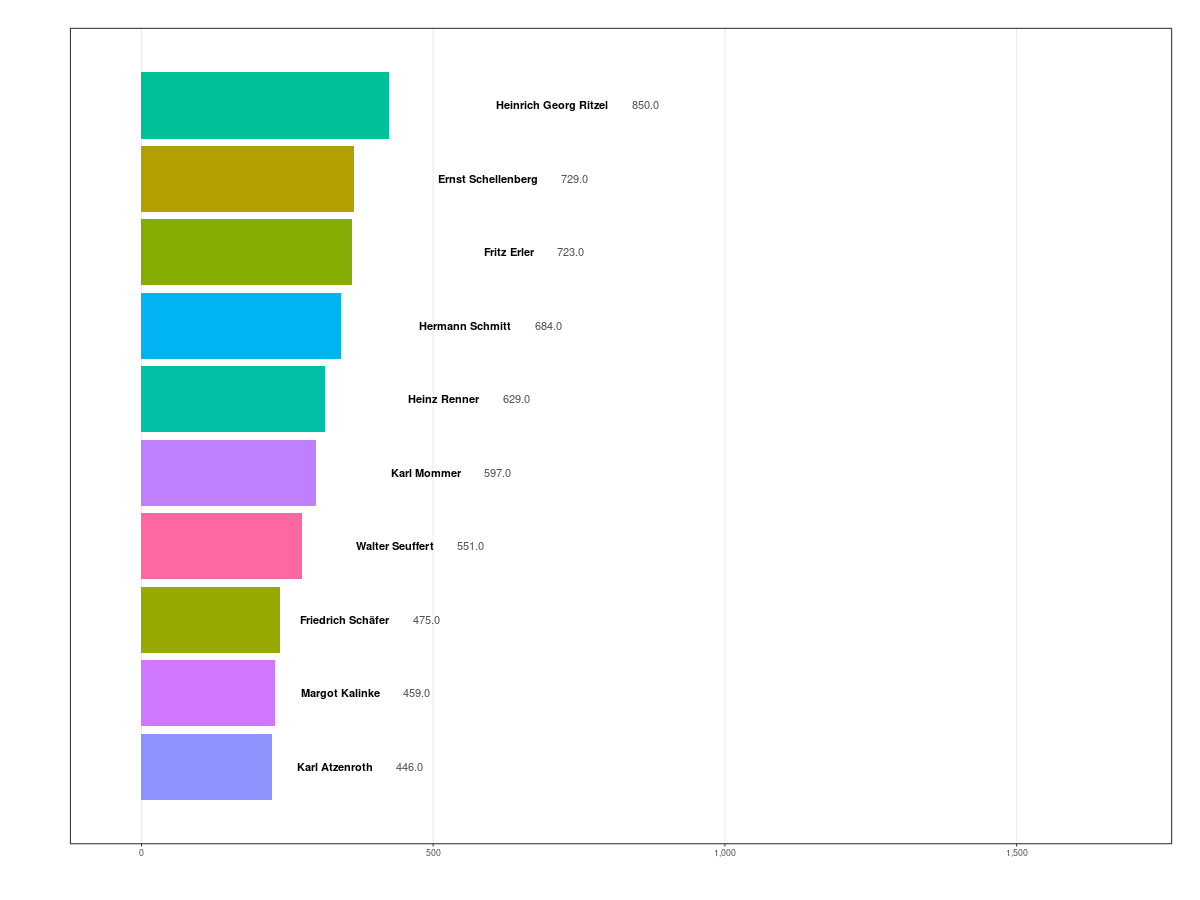 Heinrich Georg Ritzel 850.0
Ernst Schellenberg 729.0
Fritz Erler 723.0
Hermann Schmitt 684.0
Heinz Renner 629.0
Karl Mommer 597.0
Walter Seuffert 551.0
Friedrich Schäfer 475.0
Margot Kalinke 459.0
Karl Atzenroth 446.0
0 500 1,000 1,500